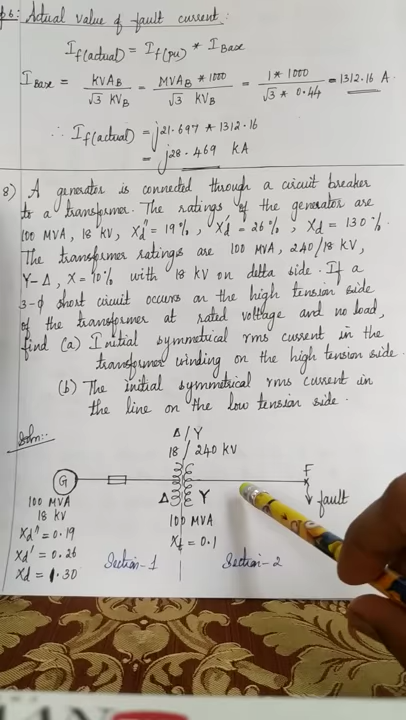 p6: Actual value of fault current:
If(actual) = If(pu) * IBase
IBase = KVAB / √3 KVB = MVAB * 1000 / √3 KVB = 1 * 1000 / √3 * 0.44 = 1312.16 A.
∴ If(actual) = j21.697 * 1312.16
= j28.469 KA
8) A generator is connected through a circuit breaker
to a transformer. The ratings of the generator are
100 MVA, 18 KV, Xd'' = 19%, Xd' = 26%, Xd = 130%.
The transformer ratings are 100 MVA, 240/18 KV,
Y-Δ, X = 10% with 18 KV on delta side. If a
3-φ short circuit occurs on the high tension side
of the transformer at rated voltage and no load,
find (a) Initial symmetrical rms current in the
transformer winding on the high tension side.
(b) The initial symmetrical rms current in
the line on the low tension side.
Soln:
Δ/Y
18/240 KV
G
F
Δ
Y
fault
100 MVA
18 KV
Xd'' = 0.19
Xd' = 0.26
Xd = 1.30
100 MVA
Xt = 0.1
Section-1
Section-2